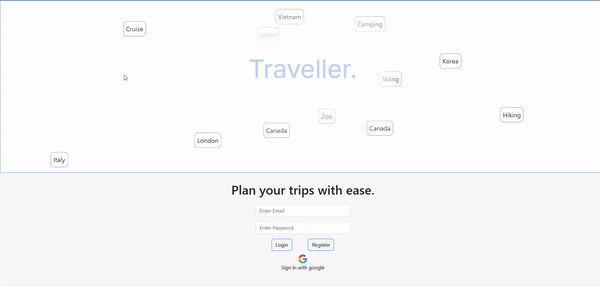 Vietnam
Camping
Cruise
Japan
Korea
Traveller.
Skiing
Hiking
Zoo
Canada
Canada
London
Italy
Plan your trips with ease.
Enter Email
Enter Password
Login
Register
Sign in with google